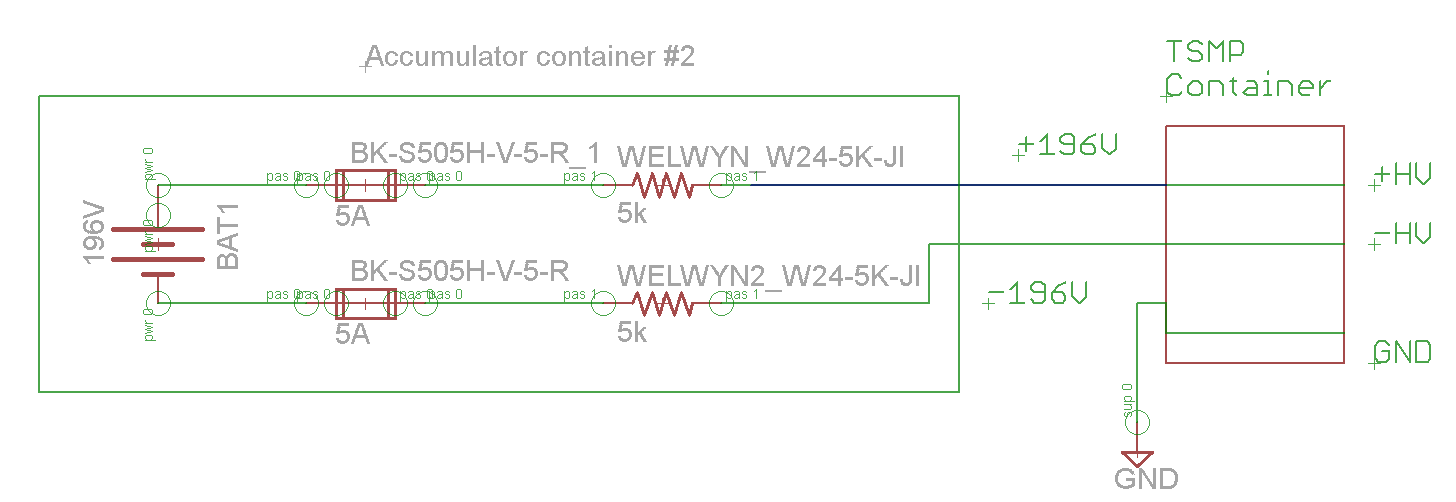 Accumulator container #2
TSMP
Container
BK-S505H-V-5-R_1
WELWYN_W24-5K-JI
+196V
+HV
pwr 0
pas 0
pas 0
pas 0
pas 0
pas 1
pas 1
5A
5k
196V
pwr 0
BAT1
-HV
BK-S505H-V-5-R
WELWYN2_W24-5K-JI
-196V
pas 0
pas 0
pas 0
pas 0
pas 1
pas 1
pwr 0
5A
5k
GND
sup 0
GND